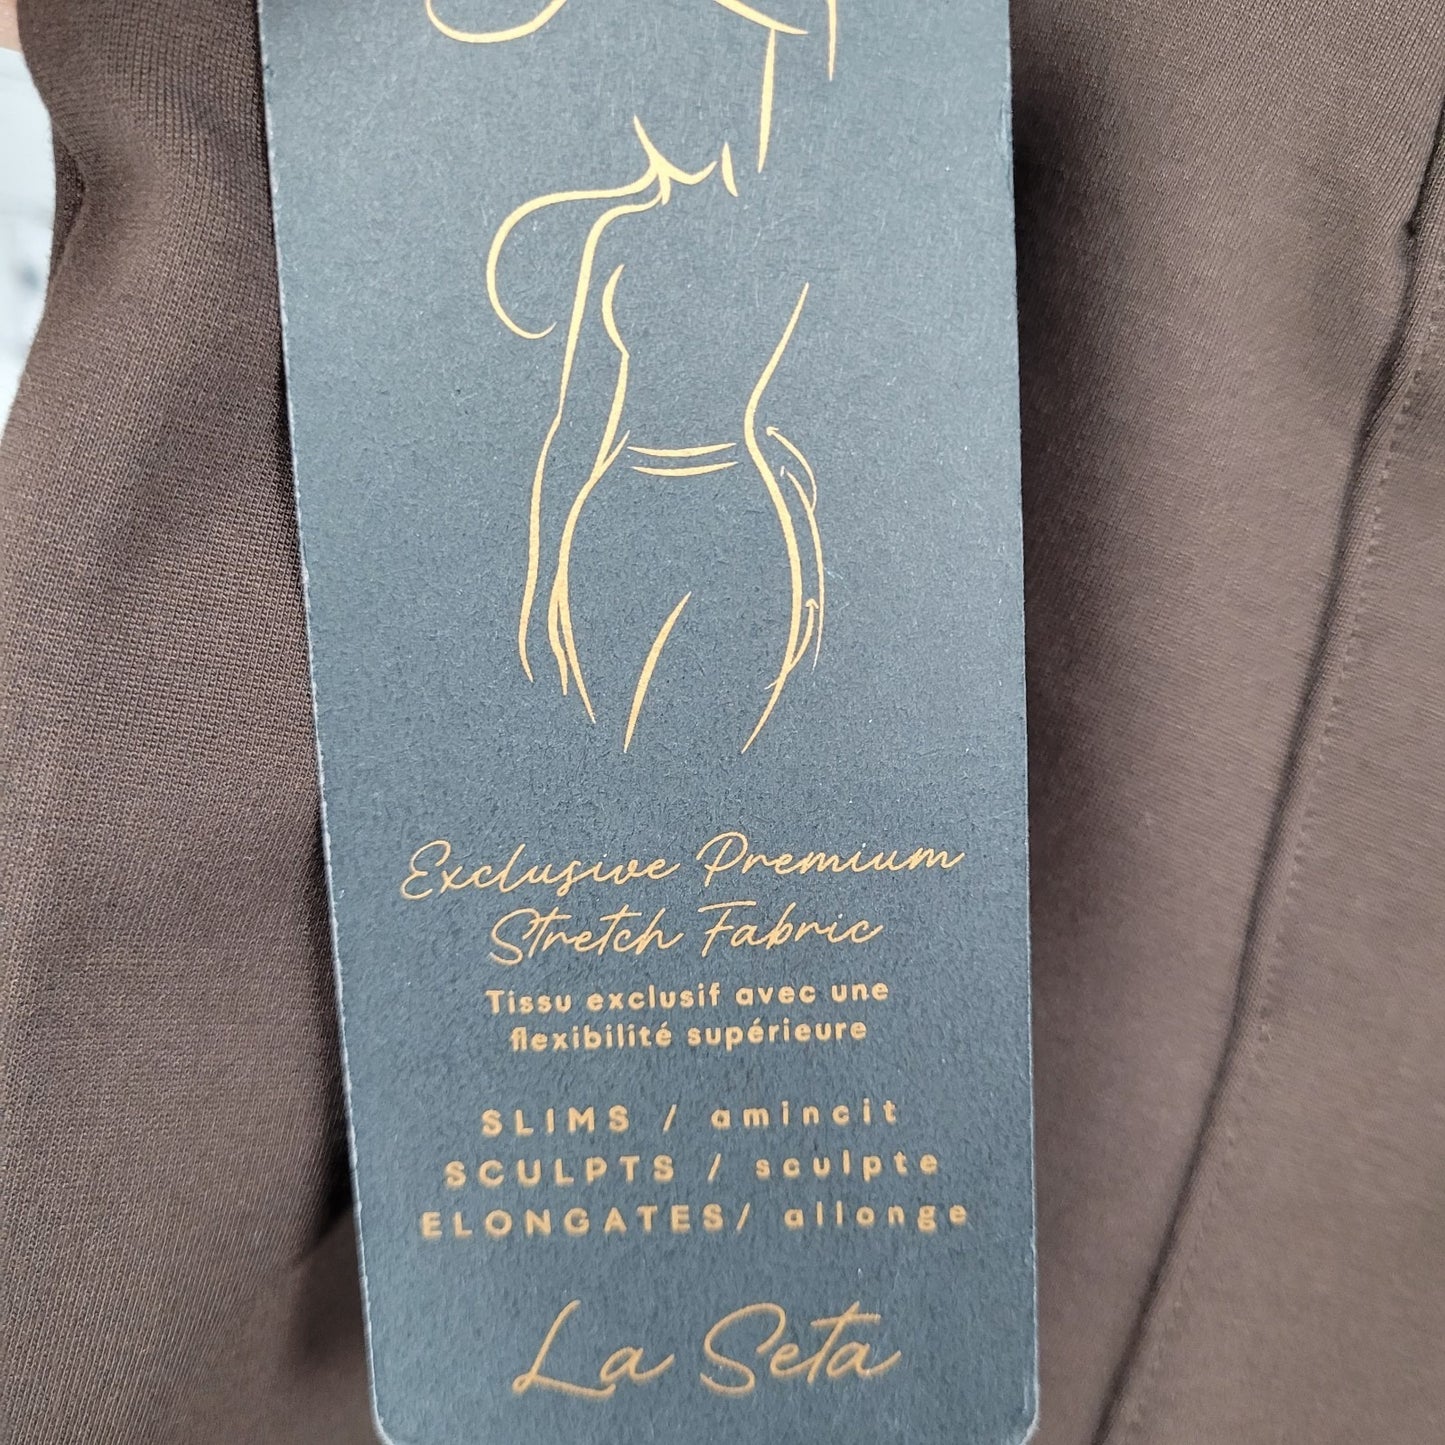 Exclusive Premium
Stretch Fabric
Tissu exclusif avec une
flexibilité supérieure
SLIMS / amincit
SCULPTS / sculpte
ELONGATES/ allonge
La Seta